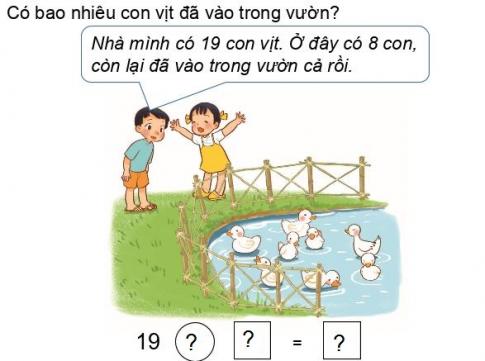 Có bao nhiêu con vịt đã vào trong vườn?
Nhà mình có 19 con vịt. Ở đây có 8 con,
còn lại đã vào trong vườn cả rồi.
19 ? ? = ?